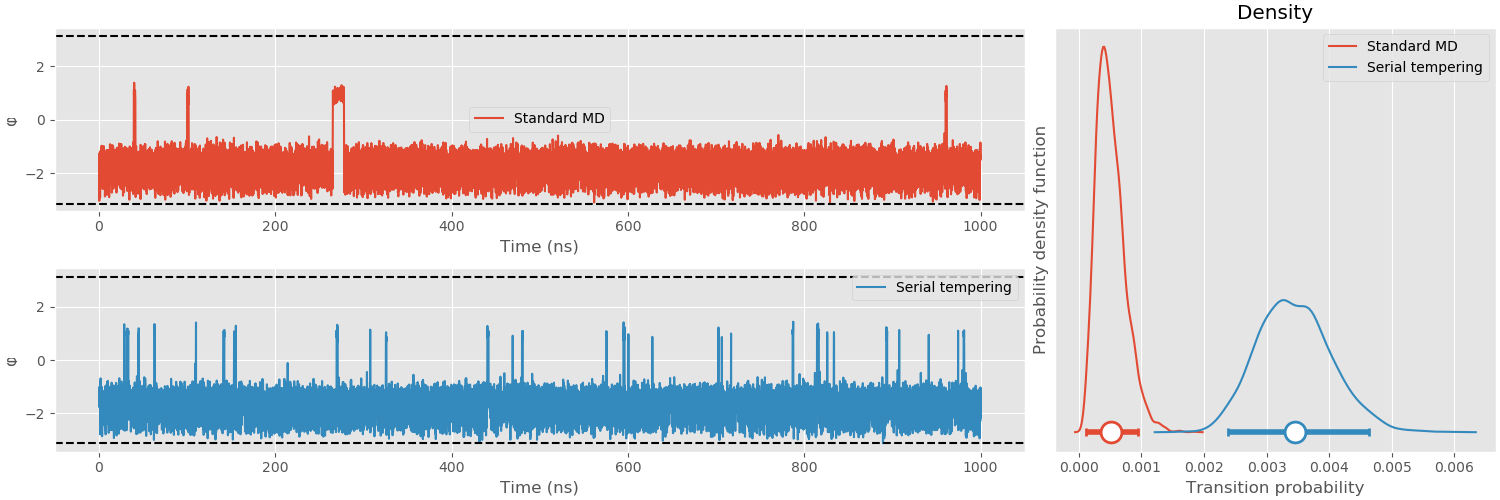 2
0
−2
φ
Standard MD
0
200
400
600
800
1000
Time (ns)
2
0
−2
φ
Serial tempering
0
200
400
600
800
1000
Time (ns)
Density
Standard MD
Serial tempering
Probability density function
0.000
0.001
0.002
0.003
0.004
0.005
0.006
Transition probability